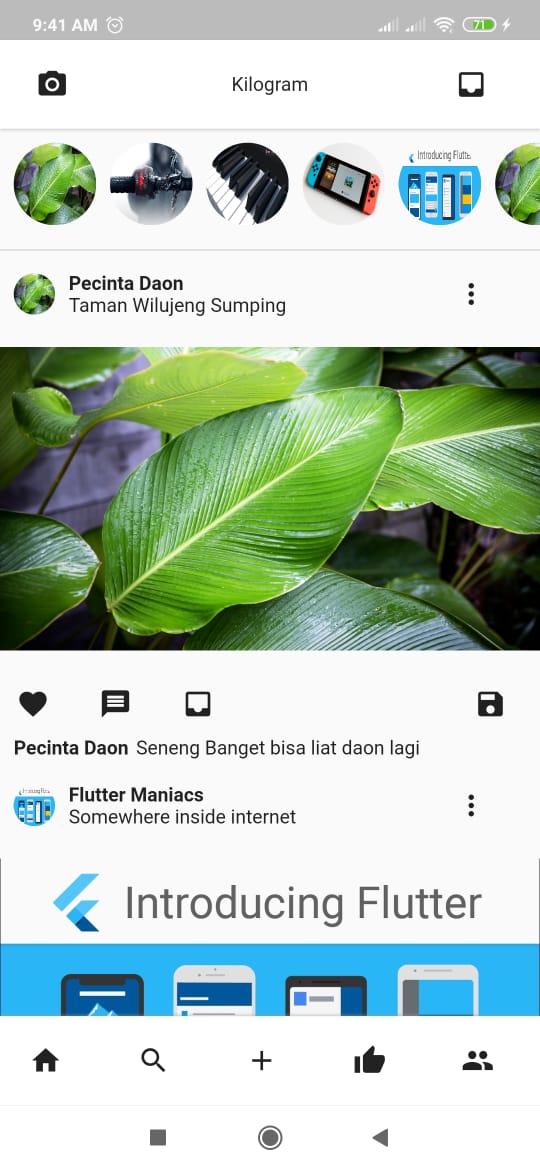 9:41 AM
71
Kilogram
Introducing Flutte
Pecinta Daon
Taman Wilujeng Sumping
Pecinta Daon Seneng Banget bisa liat daon lagi
Flutter Maniacs
Somewhere inside internet
Introducing Flutter